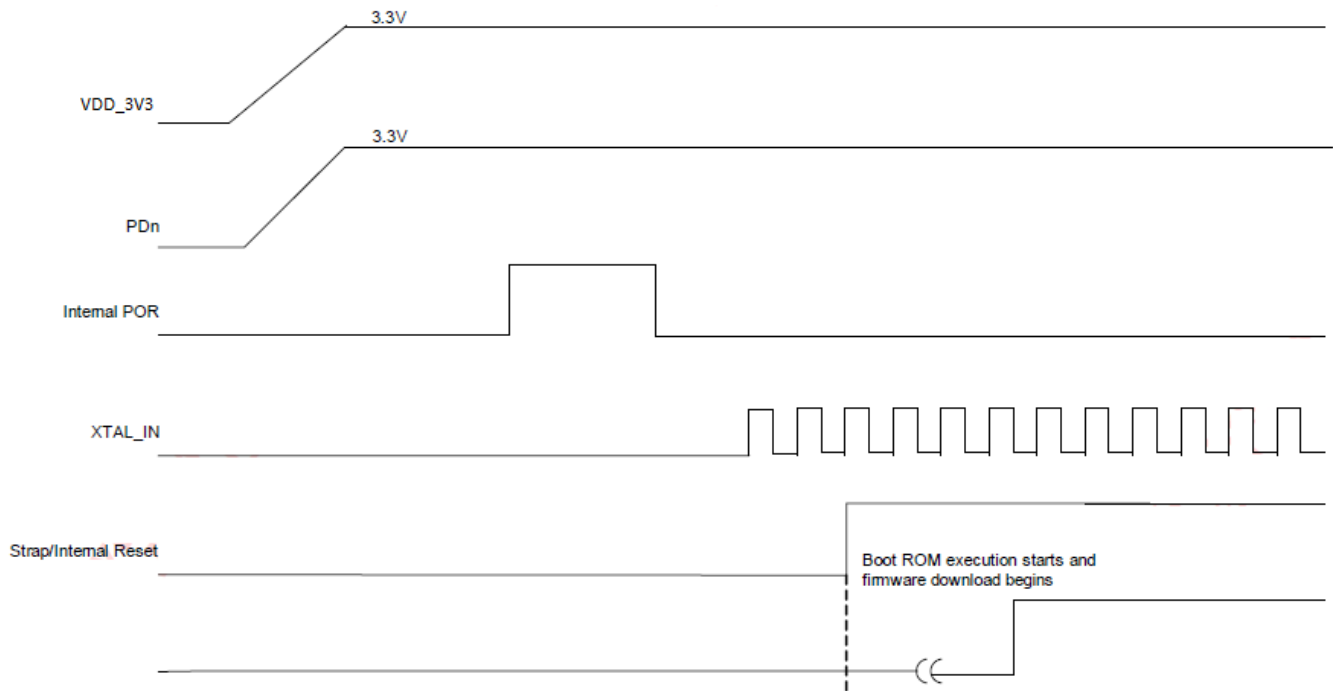 3.3V
VDD_3V3
3.3V
PDn
Internal POR
XTAL_IN
Strap/Internal Reset
Boot ROM execution starts and
firmware download begins